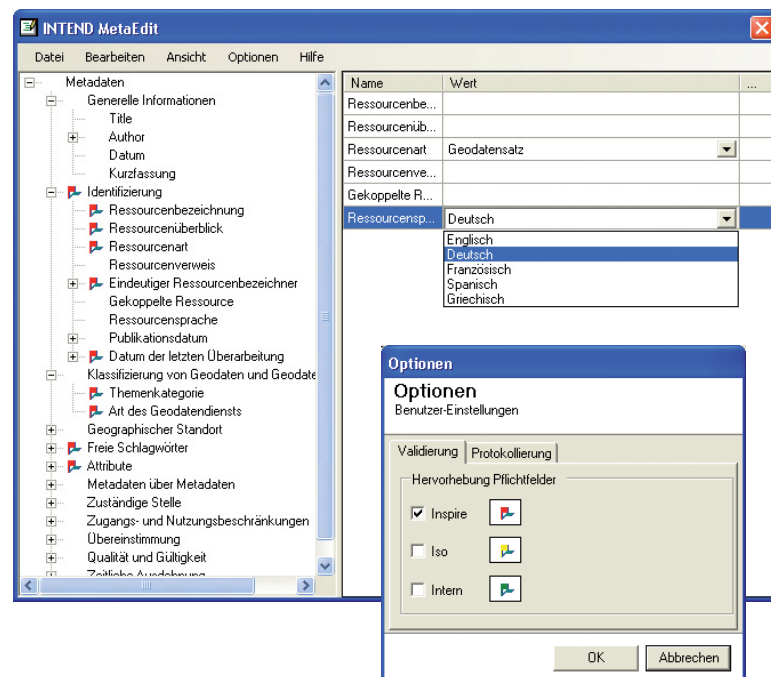 INTEND MetaEdit
Datei Bearbeiten Ansicht Optionen Hilfe
Metadaten
Generelle Informationen
Title
Author
Datum
Kurzfassung
Identifizierung
Ressourcenbezeichnung
Ressourcenüberblick
Ressourcenart
Ressourcenverweis
Eindeutiger Ressourcenbezeichner
Gekoppelte Ressource
Ressourcensprache
Publikationsdatum
Datum der letzten Überarbeitung
Klassifizierung von Geodaten und Geodate
Themenkategorie
Art des Geodatendiensts
Geographischer Standort
Freie Schlagwörter
Attribute
Metadaten über Metadaten
Zuständige Stelle
Zugangs- und Nutzungsbeschränkungen
Übereinstimmung
Qualität und Gültigkeit
Zeitliche Ausdehnung
Name Wert ...
Ressourcenbe...
Ressourcenüb...
Ressourcenart Geodatensatz
Ressourcenve...
Gekoppelte R...
Ressourcensp... Deutsch
Englisch
Deutsch
Französisch
Spanisch
Griechisch
Optionen
Optionen
Benutzer-Einstellungen
Validierung Protokollierung
Hervorhebung Pflichtfelder
Inspire
Iso
Intern
OK Abbrechen